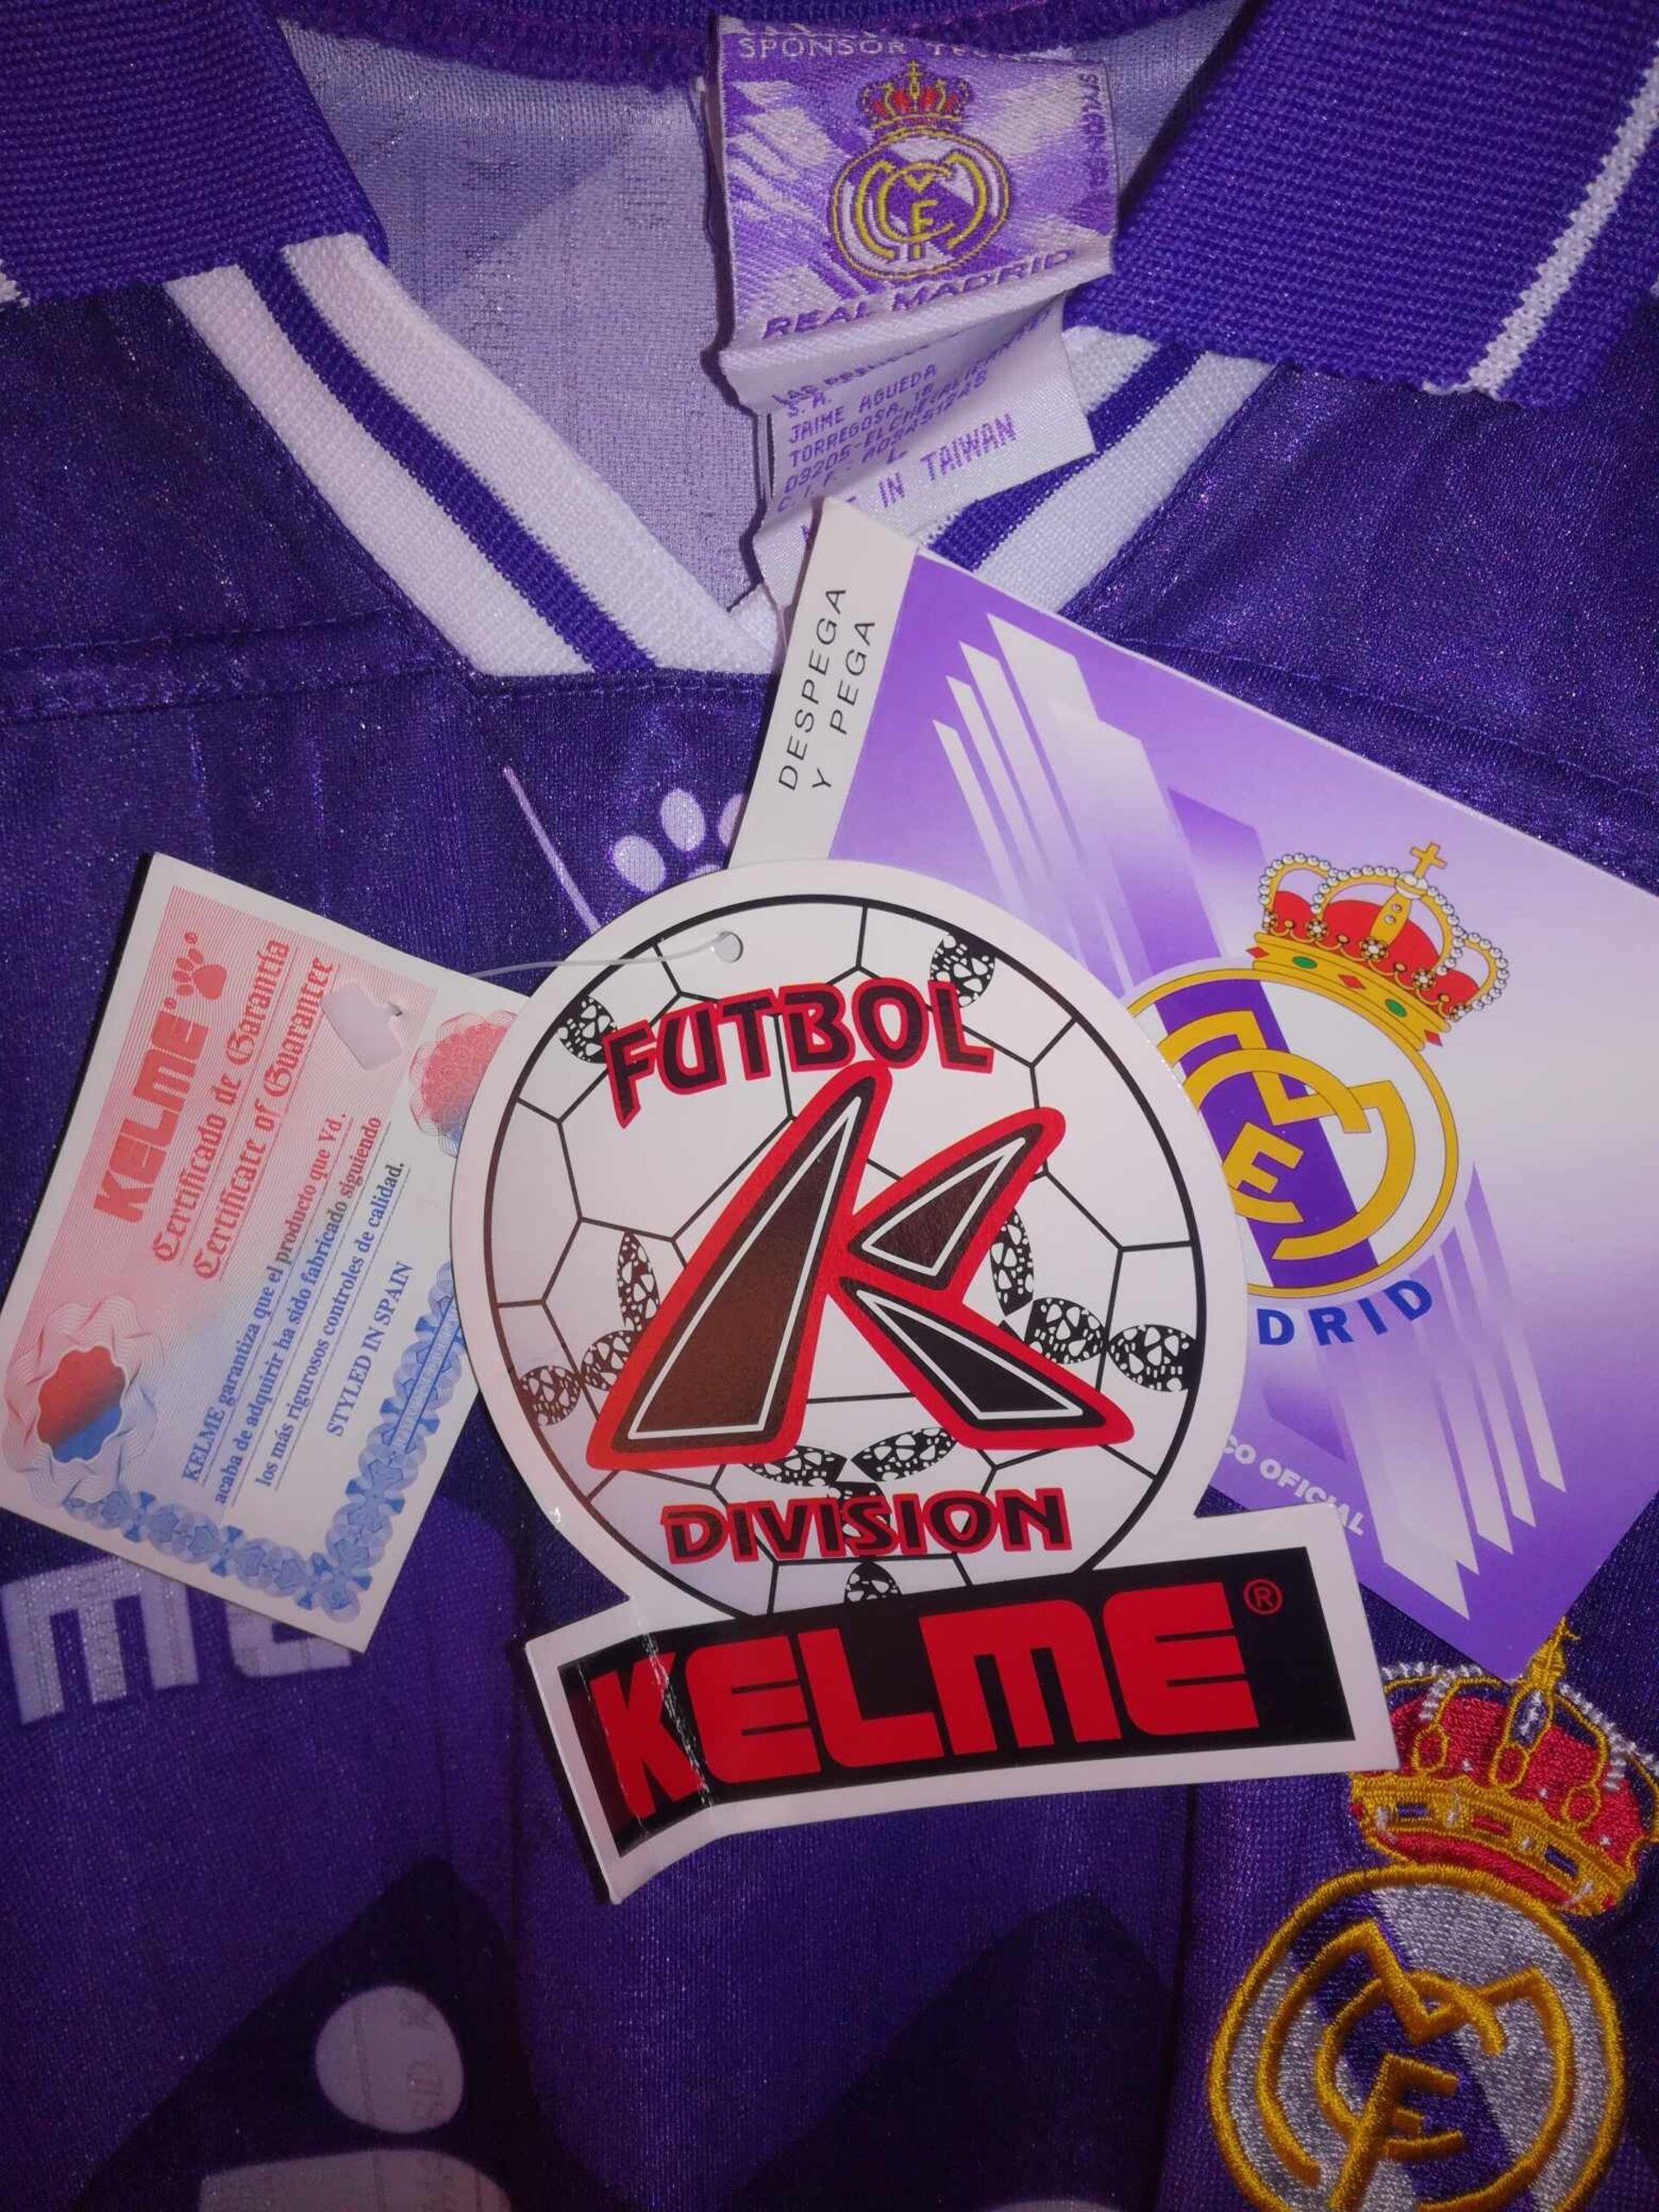 SPONSOR
REAL MADRID
S. A.
JAIME AGUEDA
TORREGOSA, 18
L
IN TAIWAN
DESPEGA
Y PEGA
DRID
CO OFICIAL
KELME®
Certificado de Garantía
Certificate of Guarantee
KELME garantiza que el producto que Vd.
acaba de adquirir ha sido fabricado siguiendo
los más rigurosos controles de calidad.
STYLED IN SPAIN
FUTBOL
K
DIVISION
KELME®
me